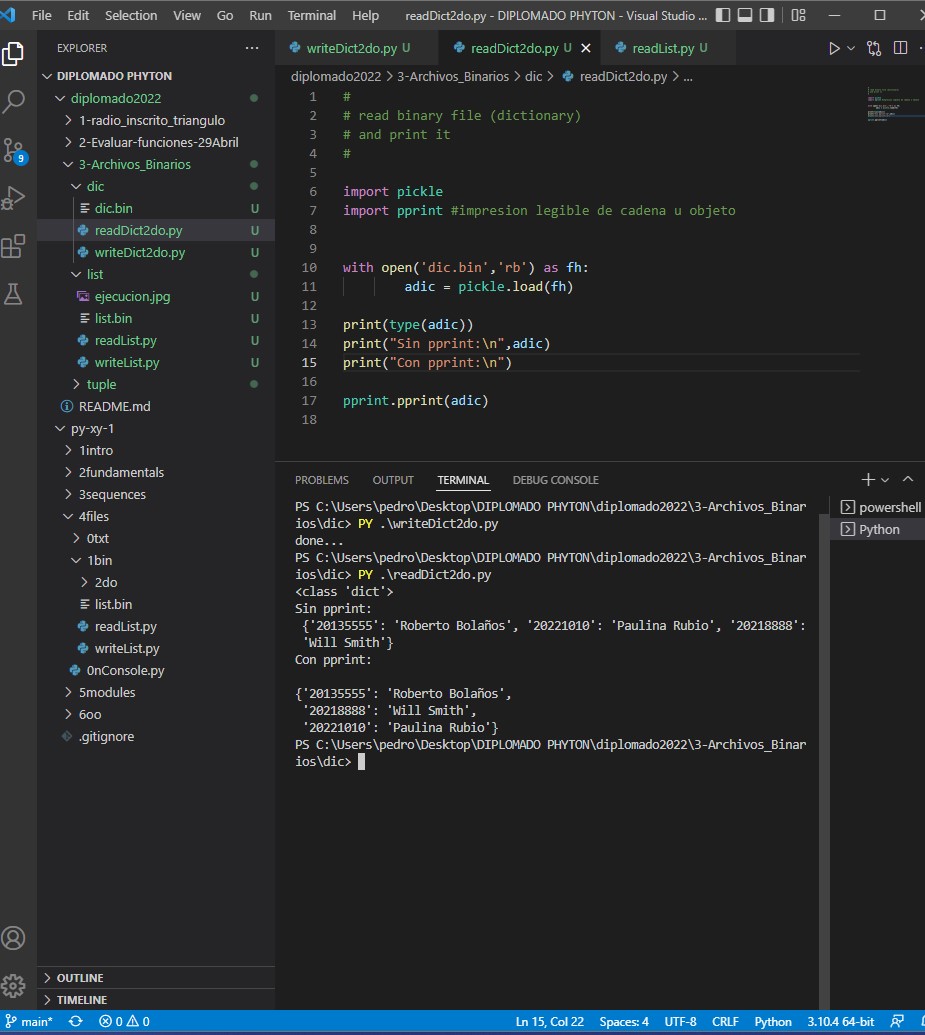 File Edit Selection View Go Run Terminal Help readDict2do.py - DIPLOMADO PHYTON - Visual Studio ...
EXPLORER
DIPLOMADO PHYTON
diplomado2022
1-radio_inscrito_triangulo
2-Evaluar-funciones-29Abril
3-Archivos_Binarios
dic
dic.bin U
readDict2do.py U
writeDict2do.py U
list
ejecucion.jpg U
list.bin U
readList.py U
writeList.py U
tuple
README.md
py-xy-1
1intro
2fundamentals
3sequences
4files
0txt
1bin
2do
list.bin
readList.py
writeList.py
0nConsole.py
5modules
6oo
.gitignore
OUTLINE
TIMELINE
9
writeDict2do.py U readDict2do.py U readList.py U
diplomado2022 > 3-Archivos_Binarios > dic > readDict2do.py > ...
1 #
2 # read binary file (dictionary)
3 # and print it
4 #
5
6 import pickle
7 import pprint #impresion legible de cadena u objeto
8
9
10 with open('dic.bin','rb') as fh:
11 adic = pickle.load(fh)
12
13 print(type(adic))
14 print("Sin pprint:\n",adic)
15 print("Con pprint:\n")
16
17 pprint.pprint(adic)
18
PROBLEMS OUTPUT TERMINAL DEBUG CONSOLE
PS C:\Users\pedro\Desktop\DIPLOMADO PHYTON\diplomado2022\3-Archivos_Binar
ios\dic> PY .\writeDict2do.py
done...
PS C:\Users\pedro\Desktop\DIPLOMADO PHYTON\diplomado2022\3-Archivos_Binar
ios\dic> PY .\readDict2do.py
<class 'dict'>
Sin pprint:
{'20135555': 'Roberto Bolaños', '20221010': 'Paulina Rubio', '20218888':
'Will Smith'}
Con pprint:
{'20135555': 'Roberto Bolaños',
'20218888': 'Will Smith',
'20221010': 'Paulina Rubio'}
PS C:\Users\pedro\Desktop\DIPLOMADO PHYTON\diplomado2022\3-Archivos_Binar
ios\dic>
powershell
Python
main* 0 0 Ln 15, Col 22 Spaces: 4 UTF-8 CRLF Python 3.10.4 64-bit